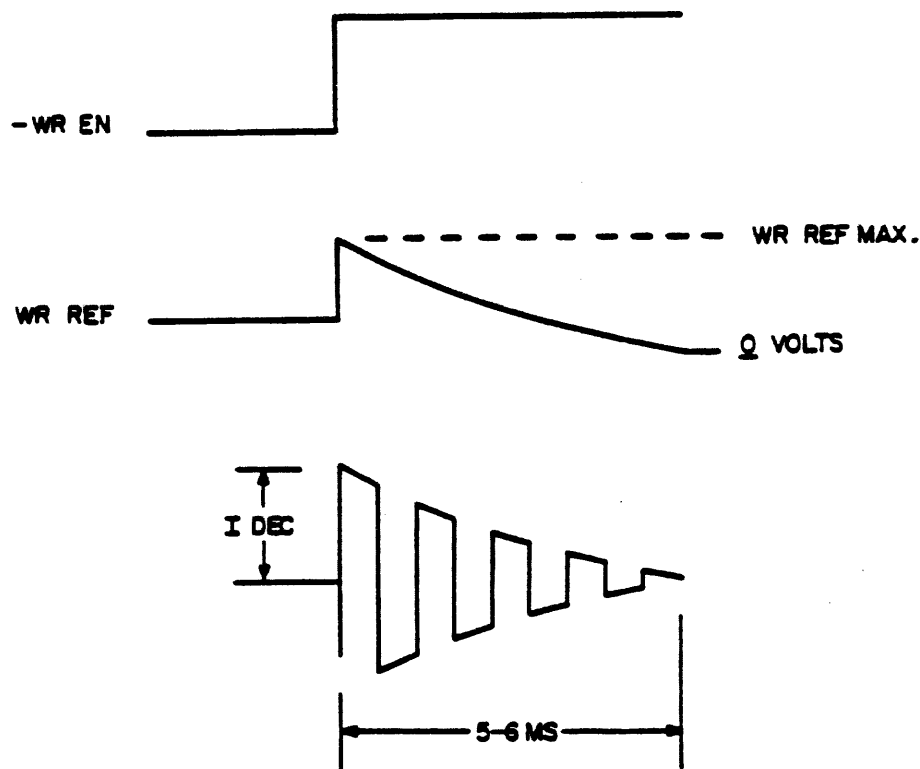 -WR EN
WR REF MAX.
WR REF
0 VOLTS
I DEC
5-6 MS